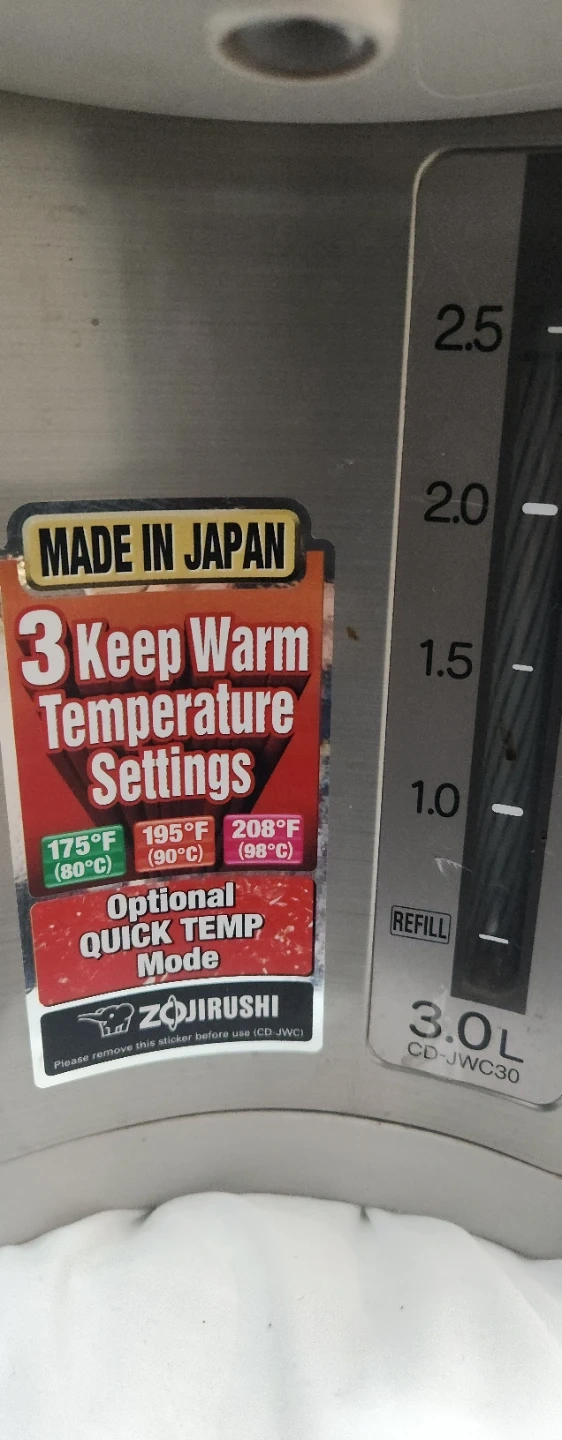 MADE IN JAPAN
3 Keep Warm
Temperature
Settings
175°F
(80°C)
195°F
(90°C)
208°F
(98°C)
Optional
QUICK TEMP
Mode
ZOJIRUSHI
Please remove this sticker before use (CD-JWC)
2.5
2.0
1.5
1.0
REFILL
3.0L
CD-JWC30